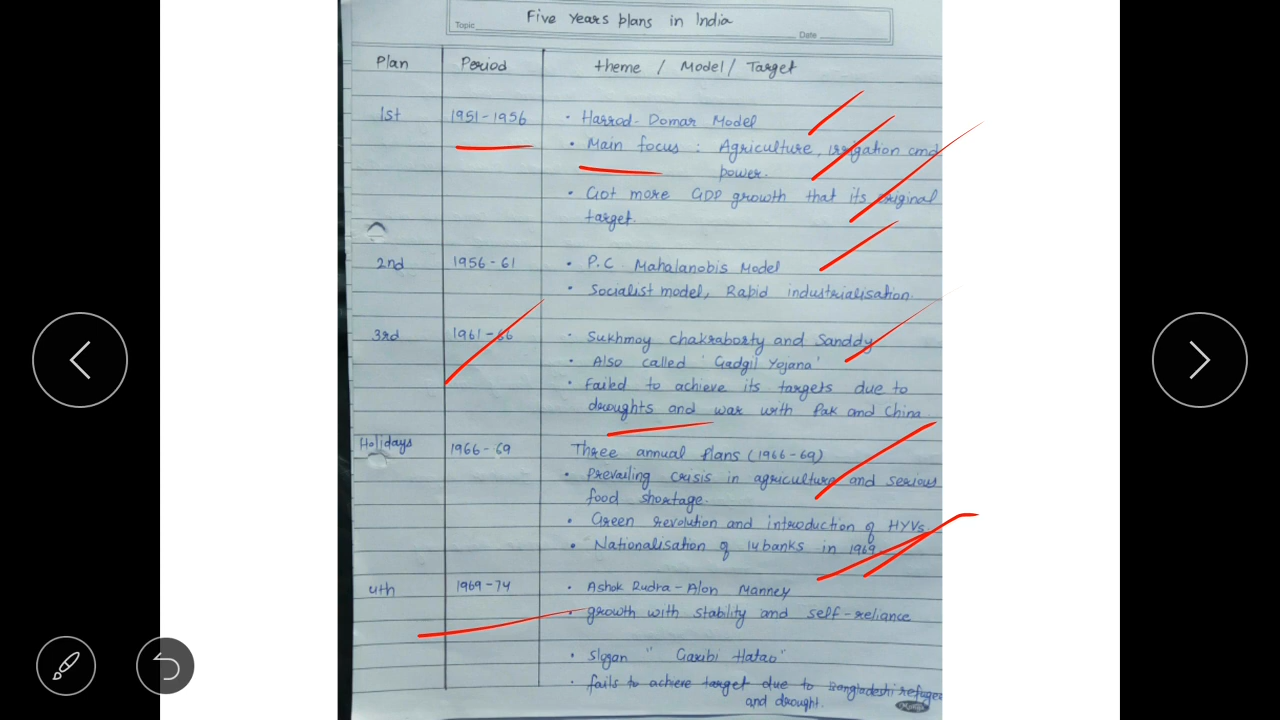 Five Years plans in India
Topic Date
Plan Period theme / Model / Target
1st 1951-1956 • Harrod-Domar Model
• Main focus : Agriculture, irrigation and
power.
• Got more GDP growth that its original
target.
2nd 1956-61 • P.C Mahalanobis Model
• Socialist model, Rapid industrialisation.
3rd 1961-66 • Sukhmoy chakraborty and Sanddy
• Also called 'Gadgil Yojana'
• Failed to achieve its targets due to
droughts and war with Pak and China
Holidays 1966-69 Three annual Plans (1966-69)
• Prevailing crisis in agriculture and serious
food shortage.
• Green revolution and introduction of HYVs.
• Nationalisation of 14 banks in 1969
4th 1969-74 • Ashok Rudra-Alon Manney
• growth with stability and self-reliance
• slogan " Garibi Hatao"
• fails to achieve target due to Bangladeshi refugee
and drought.